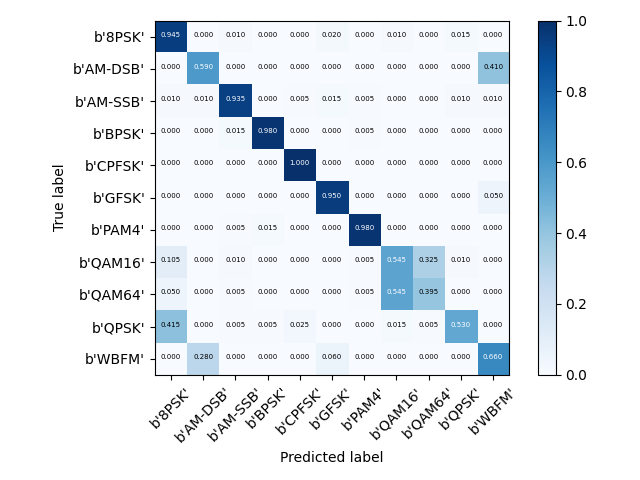 b'8PSK' 0.945 0.000 0.010 0.000 0.000 0.020 0.000 0.010 0.000 0.015 0.000
b'AM-DSB' 0.000 0.590 0.000 0.000 0.000 0.000 0.000 0.000 0.000 0.000 0.410
b'AM-SSB' 0.010 0.010 0.935 0.000 0.005 0.015 0.005 0.000 0.000 0.010 0.010
b'BPSK' 0.000 0.000 0.015 0.980 0.000 0.000 0.005 0.000 0.000 0.000 0.000
b'CPFSK' 0.000 0.000 0.000 0.000 1.000 0.000 0.000 0.000 0.000 0.000 0.000
b'GFSK' 0.000 0.000 0.000 0.000 0.000 0.950 0.000 0.000 0.000 0.000 0.050
b'PAM4' 0.000 0.000 0.005 0.015 0.000 0.000 0.980 0.000 0.000 0.000 0.000
b'QAM16' 0.105 0.000 0.010 0.000 0.000 0.000 0.005 0.545 0.325 0.010 0.000
b'QAM64' 0.050 0.000 0.005 0.000 0.000 0.000 0.005 0.545 0.395 0.000 0.000
b'QPSK' 0.415 0.000 0.005 0.005 0.025 0.000 0.000 0.015 0.005 0.530 0.000
b'WBFM' 0.000 0.280 0.000 0.000 0.000 0.060 0.000 0.000 0.000 0.000 0.660
b'8PSK' b'AM-DSB' b'AM-SSB' b'BPSK' b'CPFSK' b'GFSK' b'PAM4' b'QAM16' b'QAM64' b'QPSK' b'WBFM'
True label
Predicted label
1.0
0.8
0.6
0.4
0.2
0.0